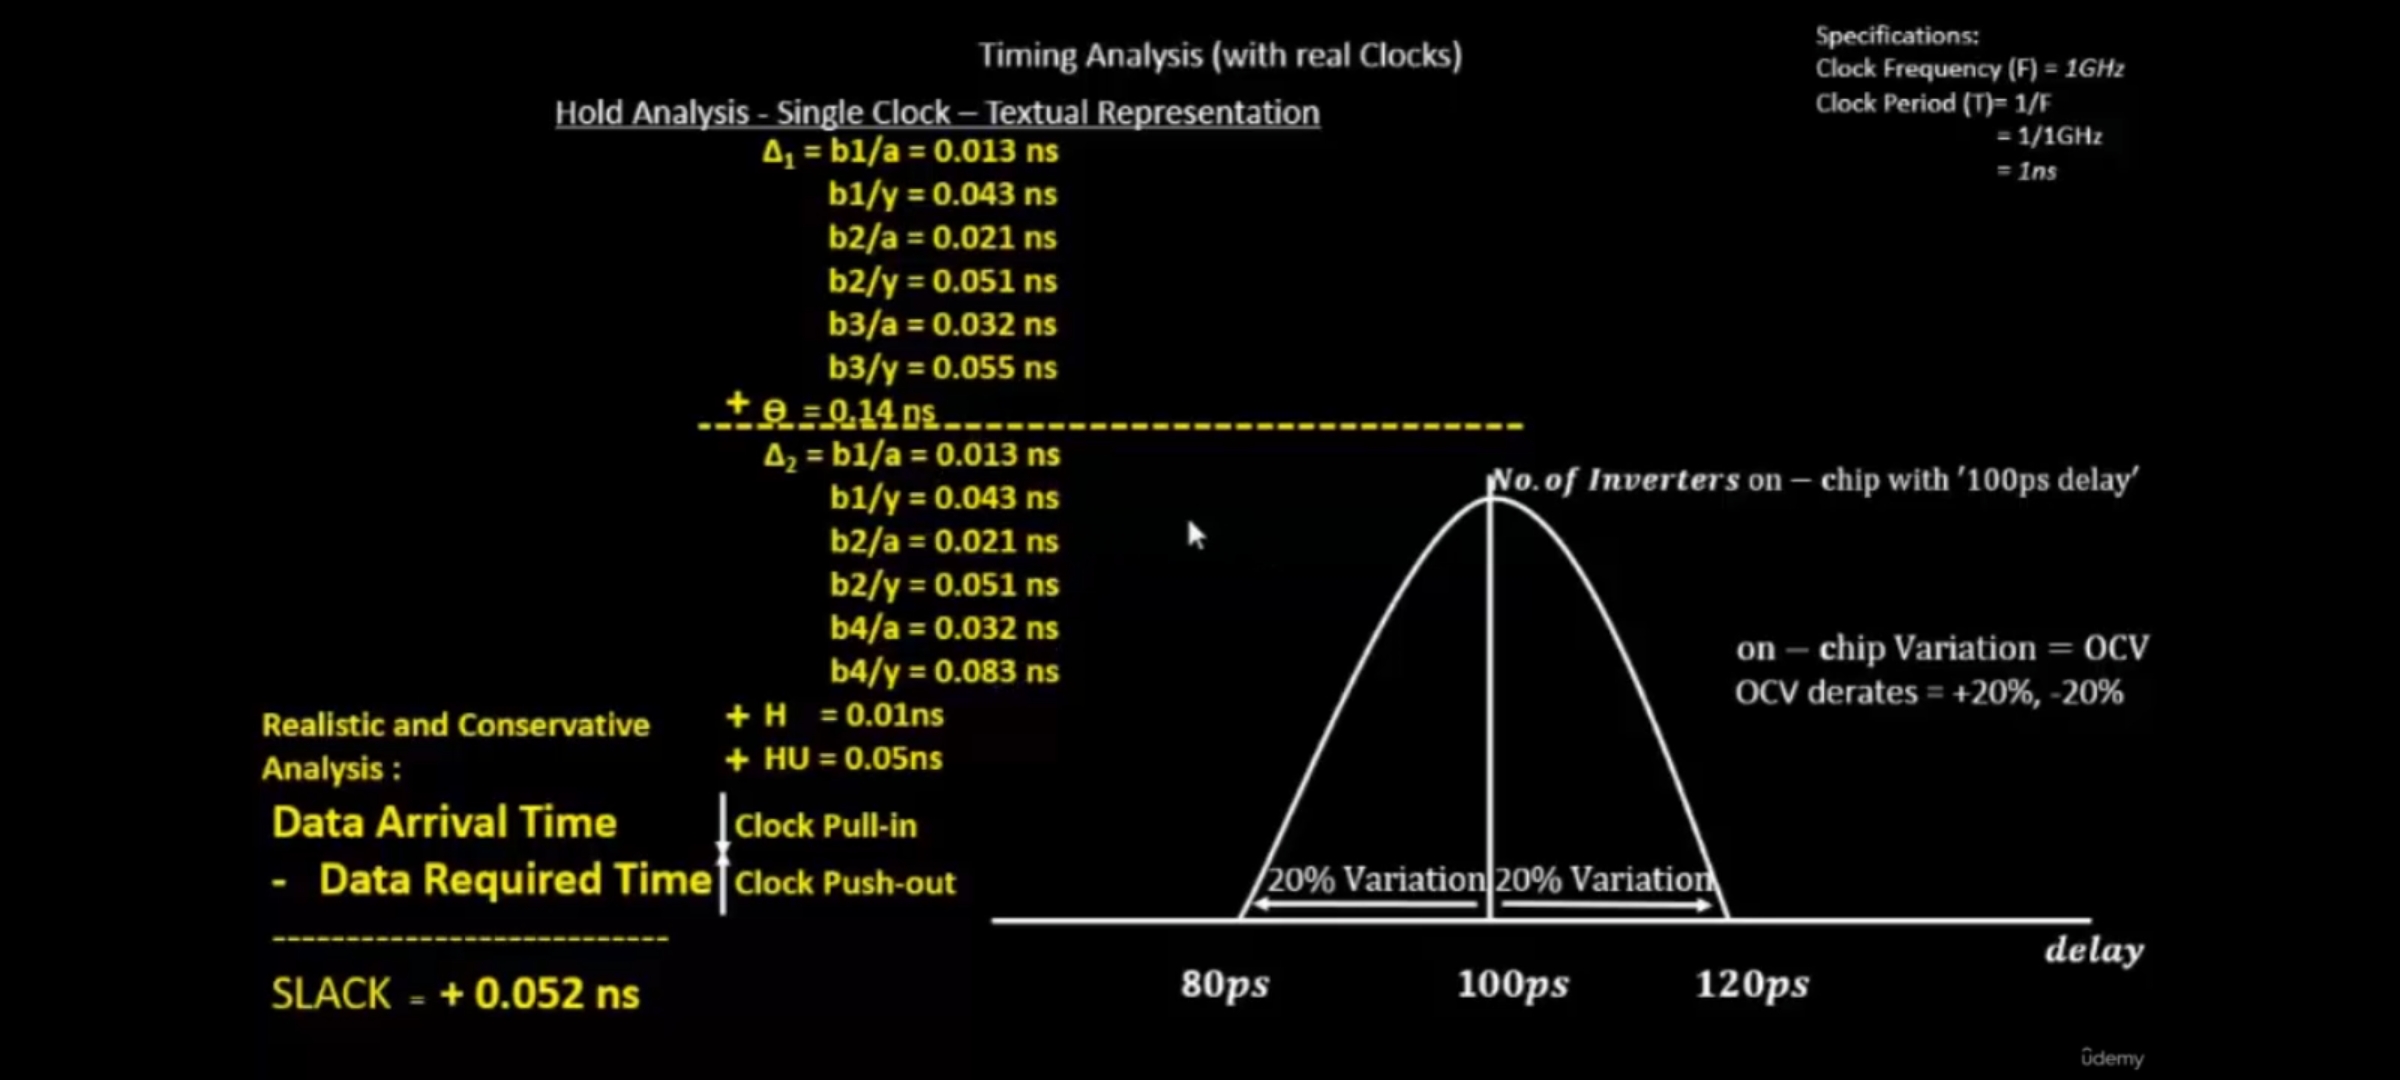 Timing Analysis (with real Clocks)
Specifications:
Clock Frequency (F) = 1GHz
Clock Period (T)= 1/F
= 1/1GHz
= 1ns
Hold Analysis - Single Clock – Textual Representation
Δ1 = b1/a = 0.013 ns
b1/y = 0.043 ns
b2/a = 0.021 ns
b2/y = 0.051 ns
b3/a = 0.032 ns
b3/y = 0.055 ns
+ Θ = 0.14 ns
Δ2 = b1/a = 0.013 ns
b1/y = 0.043 ns
b2/a = 0.021 ns
b2/y = 0.051 ns
b4/a = 0.032 ns
b4/y = 0.083 ns
+ H = 0.01ns
+ HU = 0.05ns
Realistic and Conservative
Analysis :
Data Arrival Time
Clock Pull-in
- Data Required Time
Clock Push-out
---------------------------
SLACK = + 0.052 ns
No. of Inverters on − chip with '100ps delay'
on − chip Variation = OCV
OCV derates = +20%, -20%
20% Variation 20% Variation
delay
80ps 100ps 120ps
ûdemy